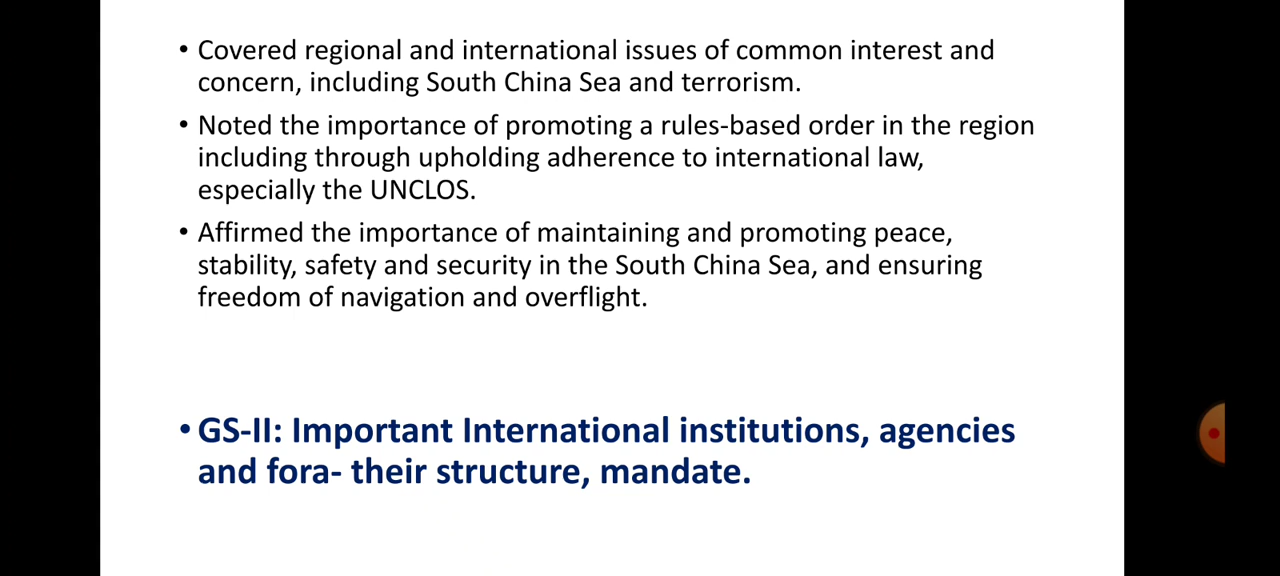 • Covered regional and international issues of common interest and
concern, including South China Sea and terrorism.
• Noted the importance of promoting a rules-based order in the region
including through upholding adherence to international law,
especially the UNCLOS.
• Affirmed the importance of maintaining and promoting peace,
stability, safety and security in the South China Sea, and ensuring
freedom of navigation and overflight.
• GS-II: Important International institutions, agencies
and fora- their structure, mandate.